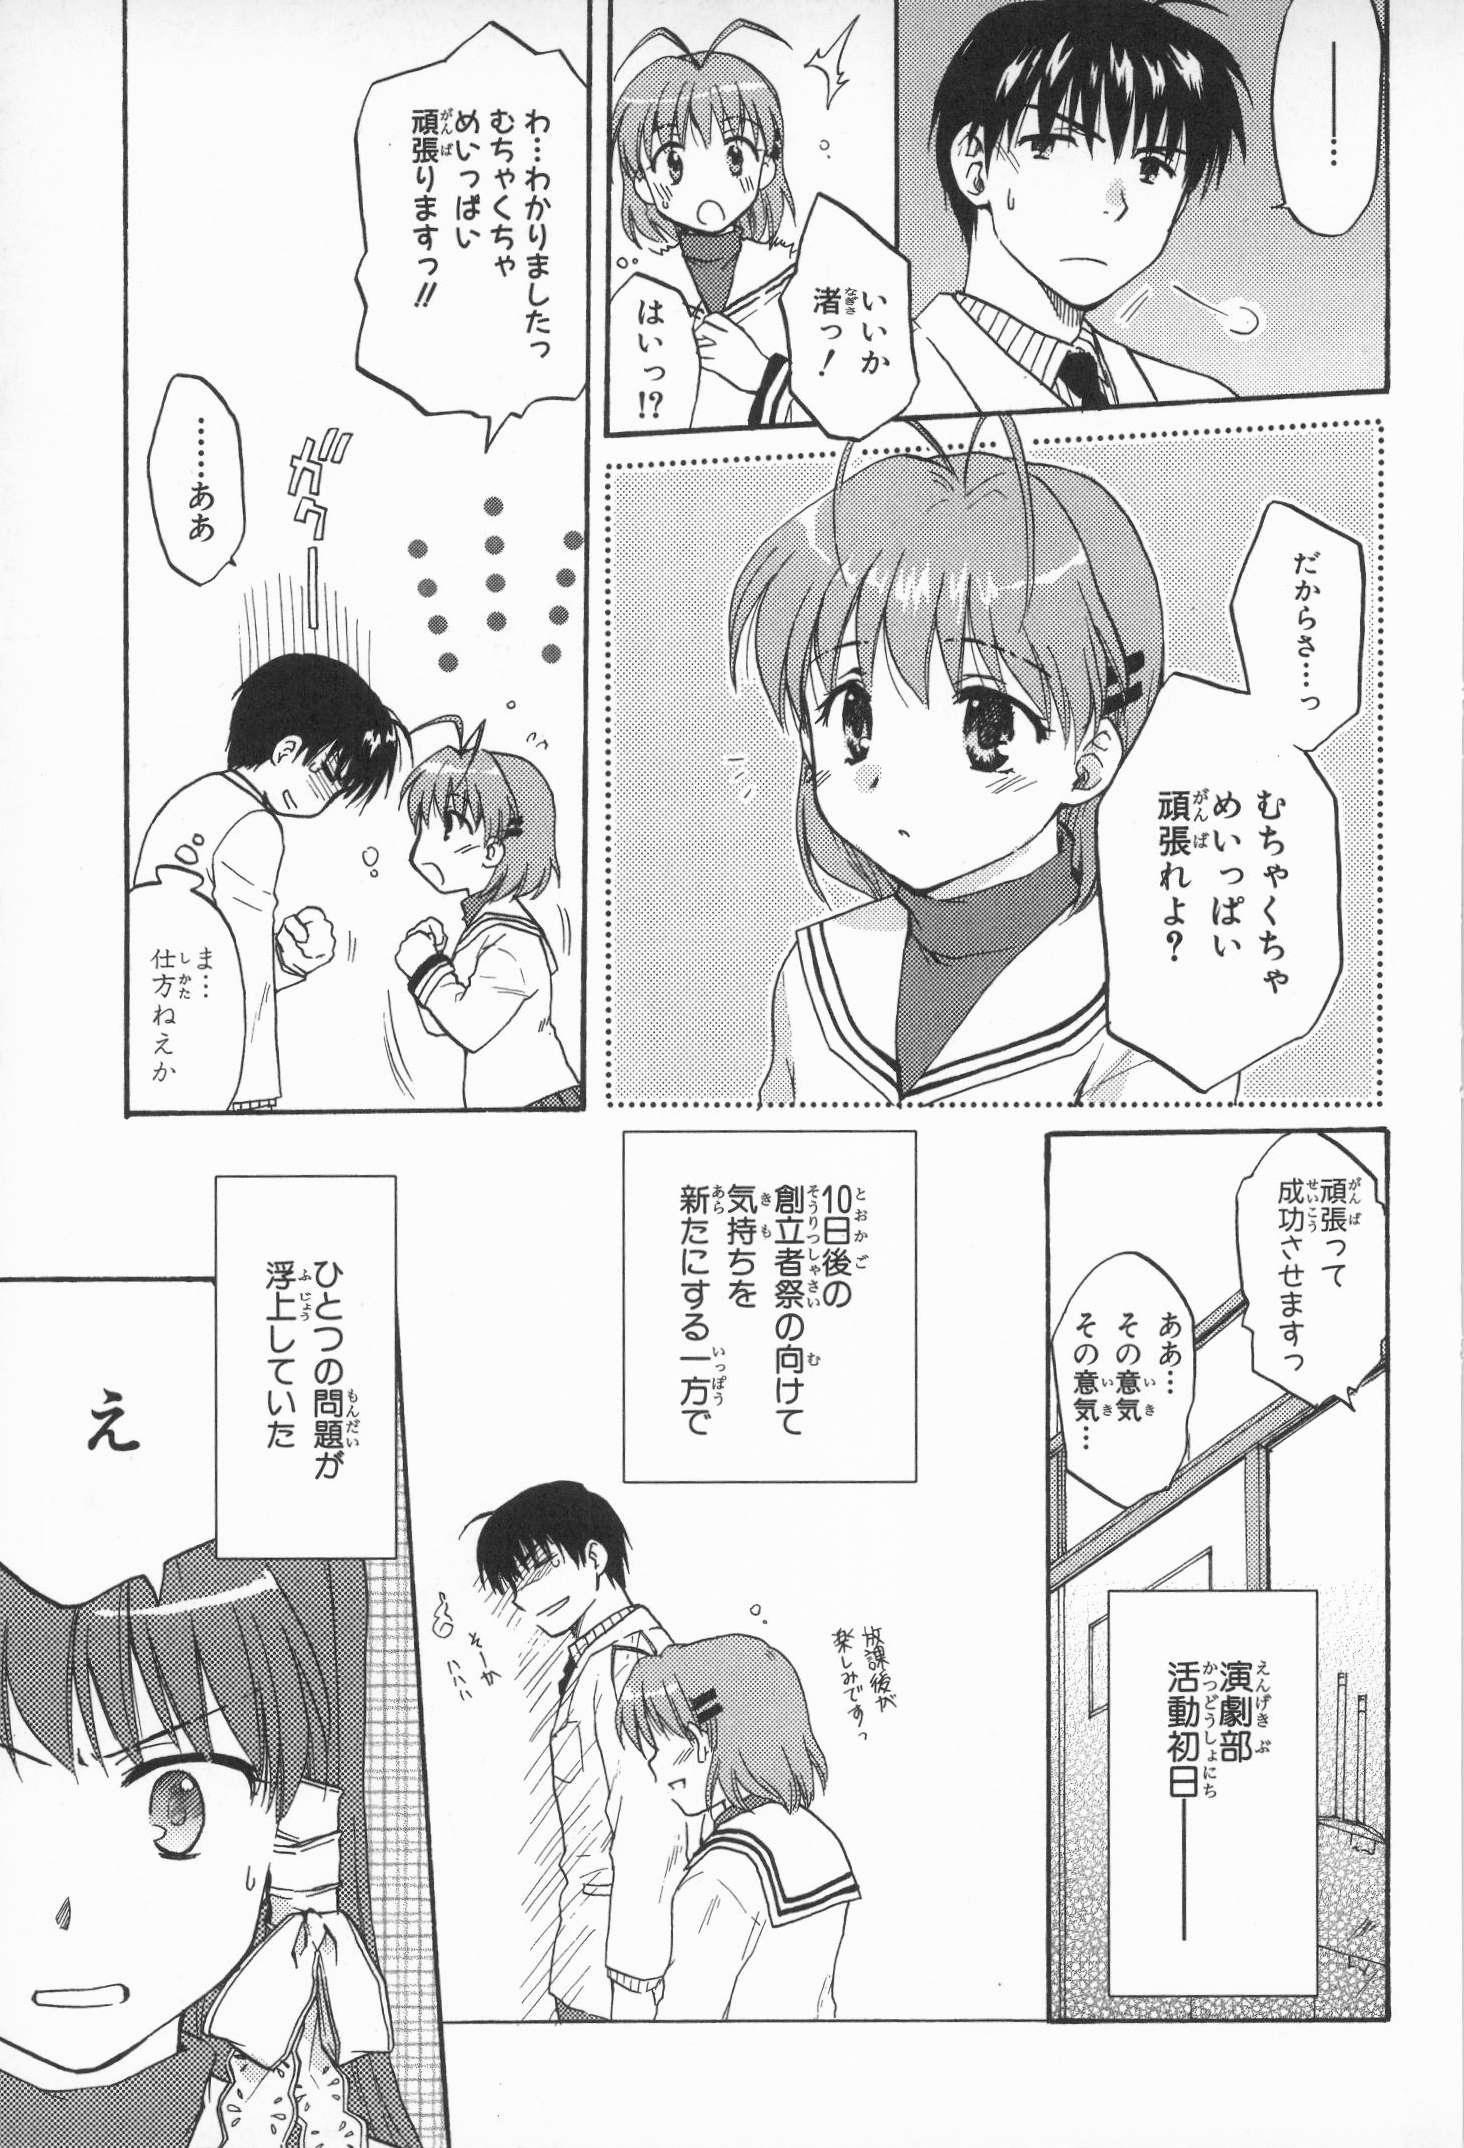 ―――…
いいか
渚っ！
はいっ!?
だからさ…っ
むちゃくちゃ
めいっぱい
頑張れよ？
わ…わかりましたっ
むちゃくちゃ
めいっぱい
頑張りますっ!!
ガクーー
……ああ
ま…
仕方ねえか
頑張って
成功させますっ
ああ…
その意気
その意気…
演劇部
活動初日――
10日後の
創立者祭の向けて
気持ちを
新たにする一方で
放課後が
楽しみですっ
そーか
ハハハ
ひとつの問題が
浮上していた
え